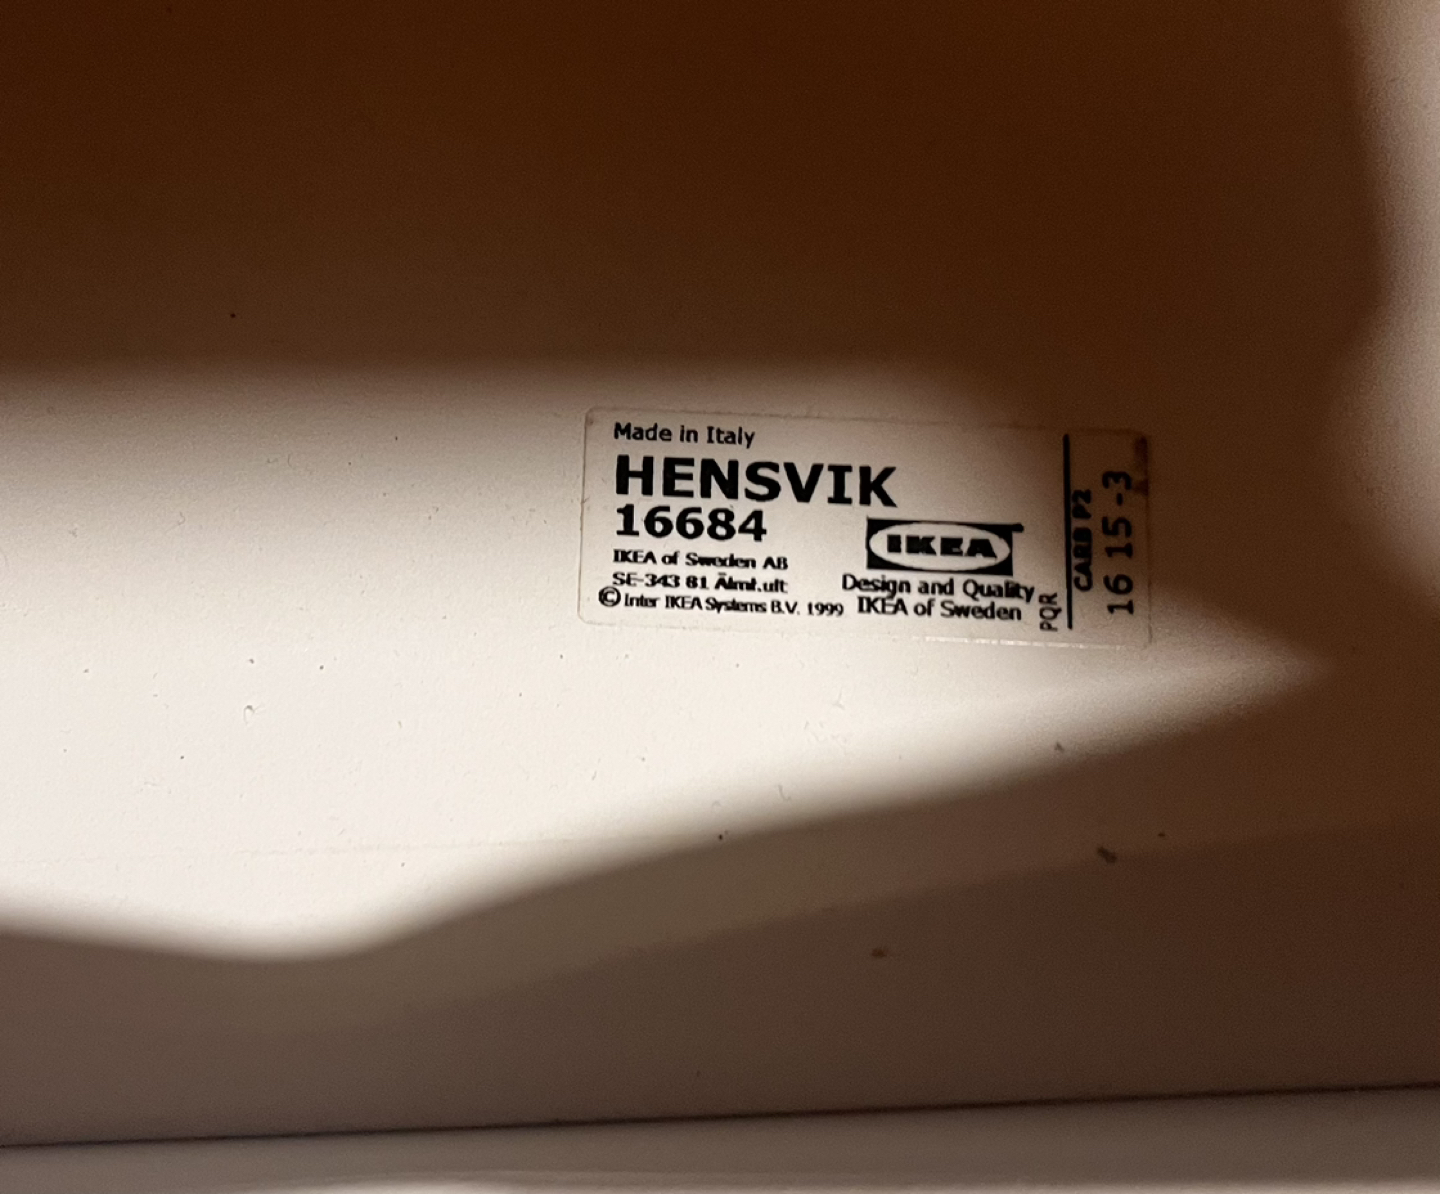 Made in Italy
HENSVIK
16684
IKEA of Sweden AB
SE-343 81 Älmhult
© Inter IKEA Systems B.V. 1999
IKEA
Design and Quality
IKEA of Sweden
PQR
CARB P2
16 15 -3